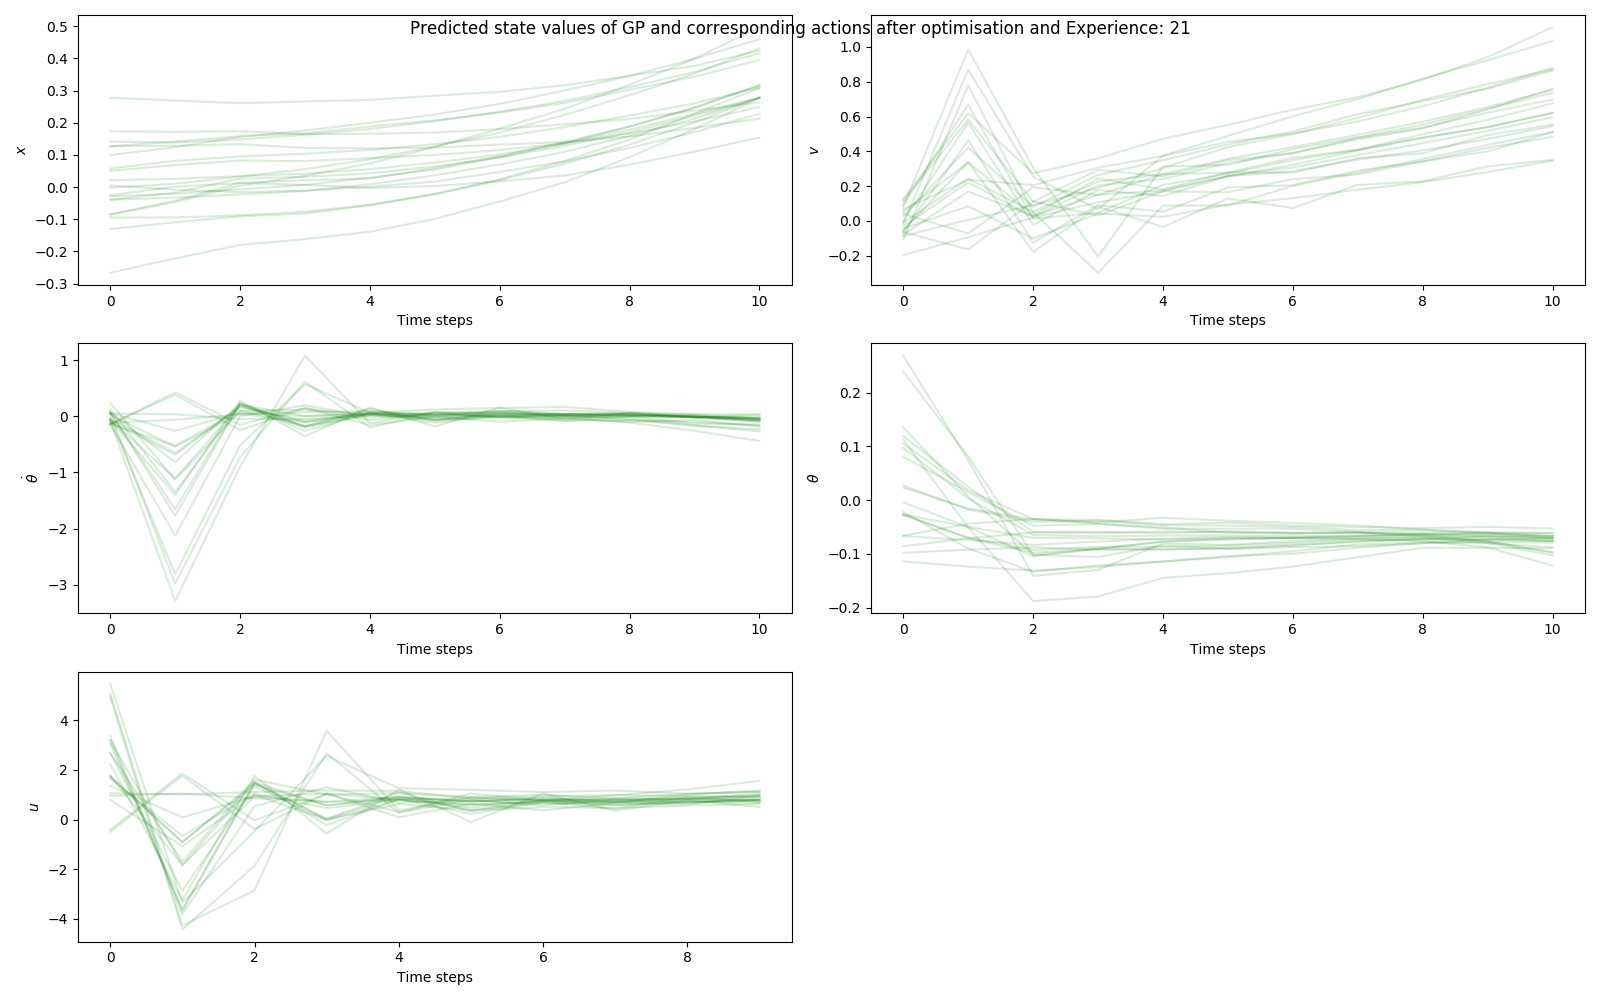 Predicted state values of GP and corresponding actions after optimisation and Experience: 21
0.5
0.4
0.3
0.2
0.1
0.0
−0.1
−0.2
−0.3
x
0 2 4 6 8 10
Time steps
1.0
0.8
0.6
0.4
0.2
0.0
−0.2
v
0 2 4 6 8 10
Time steps
1
0
−1
−2
−3
θ̇
0 2 4 6 8 10
Time steps
0.2
0.1
0.0
−0.1
−0.2
θ
0 2 4 6 8 10
Time steps
4
2
0
−2
−4
u
0 2 4 6 8
Time steps